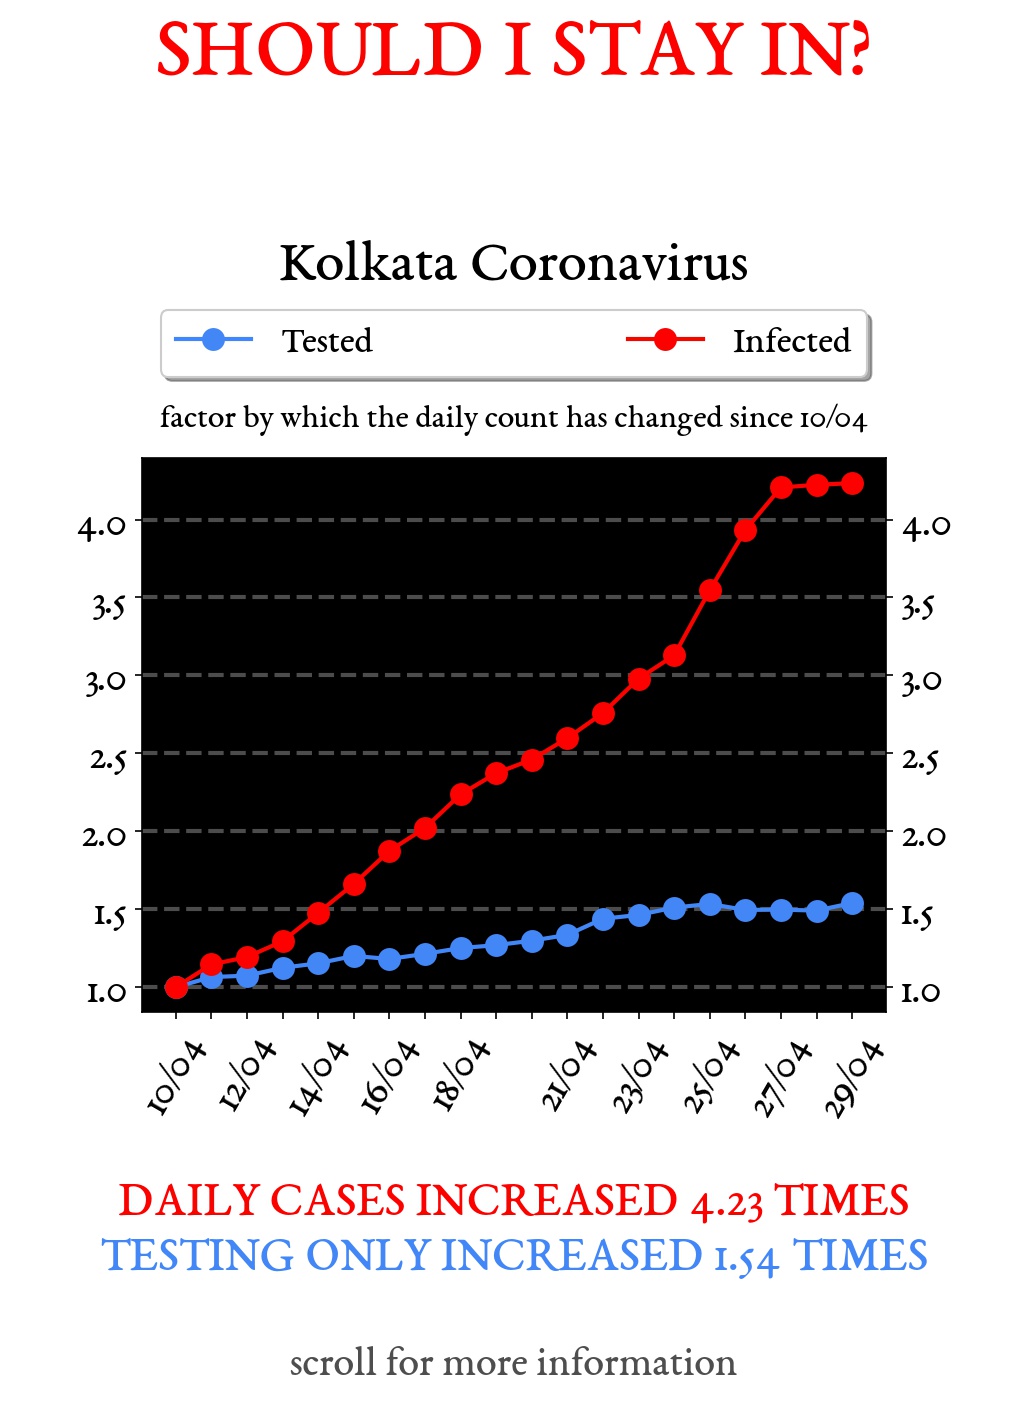 SHOULD I STAY IN?
Kolkata Coronavirus
Tested Infected
factor by which the daily count has changed since 10/04
4.0 4.0
3.5 3.5
3.0 3.0
2.5 2.5
2.0 2.0
1.5 1.5
1.0 1.0
10/04 12/04 14/04 16/04 18/04 21/04 23/04 25/04 27/04 29/04
DAILY CASES INCREASED 4.23 TIMES
TESTING ONLY INCREASED 1.54 TIMES
scroll for more information